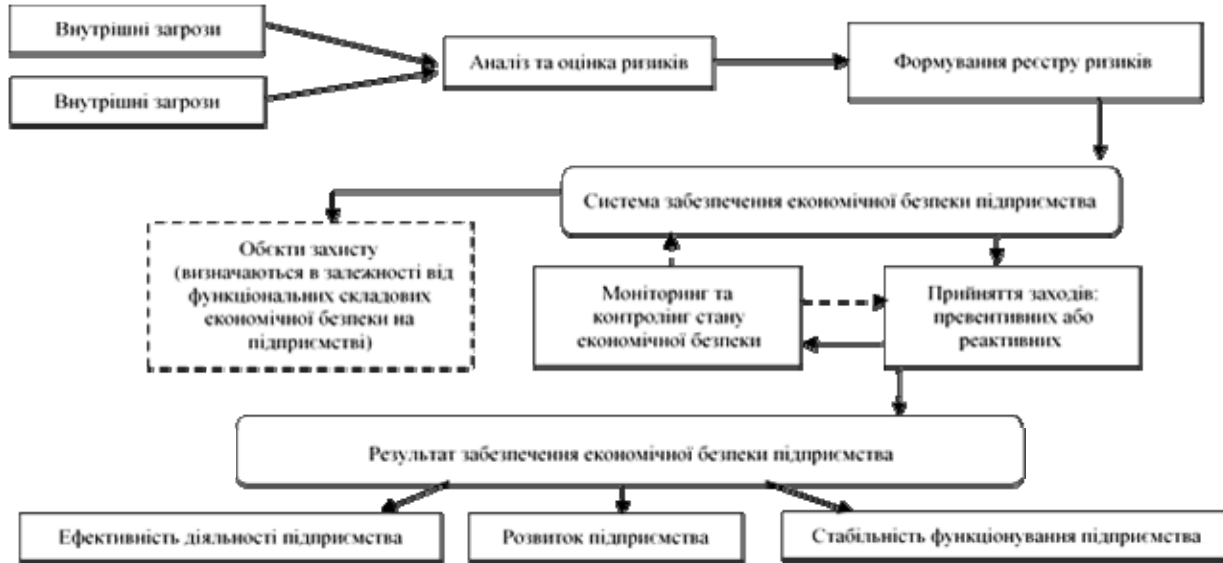 Внутрішні загрози
Аналіз та оцінка ризиків
Формування реєстру ризиків
Внутрішні загрози
Система забезпечення економічної безпеки підприємства
Обєкти захисту
(визначаються в залежності від
функціональних складових
економічної безпеки на
підприємстві)
Моніторинг та
контролінг стану
економічної безпеки
Прийняття заходів:
превентивних або
реактивних
Результат забезпечення економічної безпеки підприємства
Ефективність діяльності підприємства
Розвиток підприємства
Стабільність функціонування підприємства